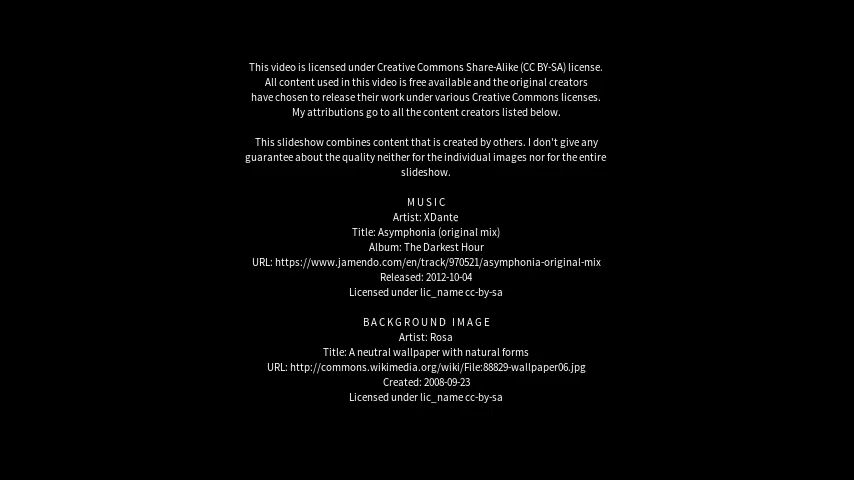 This video is licensed under Creative Commons Share-Alike (CC BY-SA) license.
All content used in this video is free available and the original creators
have chosen to release their work under various Creative Commons licenses.
My attributions go to all the content creators listed below.
This slideshow combines content that is created by others. I don't give any
guarantee about the quality neither for the individual images nor for the entire
slideshow.
MUSIC
Artist: XDante
Title: Asymphonia (original mix)
Album: The Darkest Hour
URL: https://www.jamendo.com/en/track/970521/asymphonia-original-mix
Released: 2012-10-04
Licensed under lic_name cc-by-sa
BACKGROUND IMAGE
Artist: Rosa
Title: A neutral wallpaper with natural forms
URL: http://commons.wikimedia.org/wiki/File:88829-wallpaper06.jpg
Created: 2008-09-23
Licensed under lic_name cc-by-sa